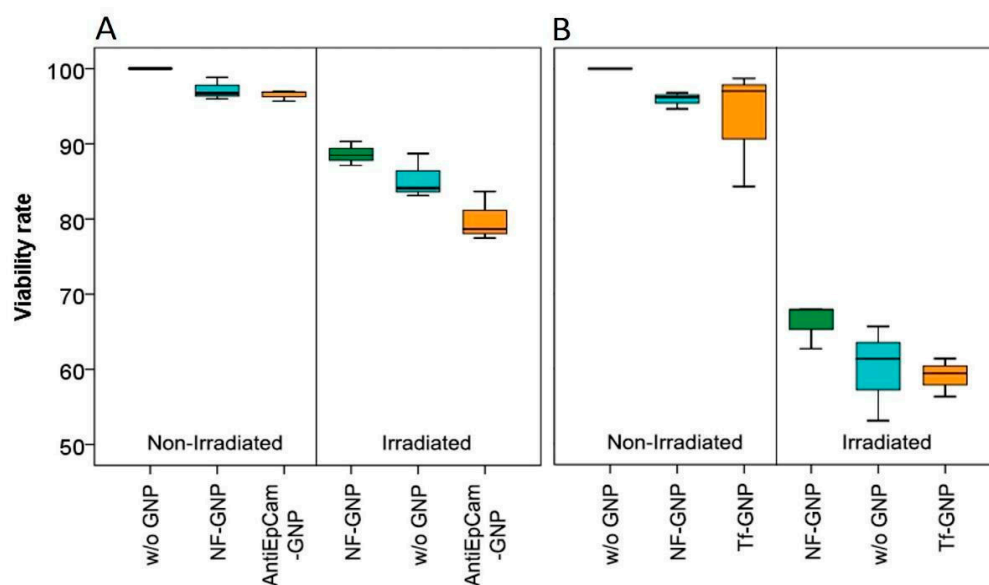 A
B
Viability rate
100
90
80
70
60
50
Non-Irradiated
Irradiated
Non-Irradiated
Irradiated
w/o GNP
NF-GNP
AntiEpCam
-GNP
NF-GNP
w/o GNP
AntiEpCam
-GNP
w/o GNP
NF-GNP
Tf-GNP
NF-GNP
w/o GNP
Tf-GNP